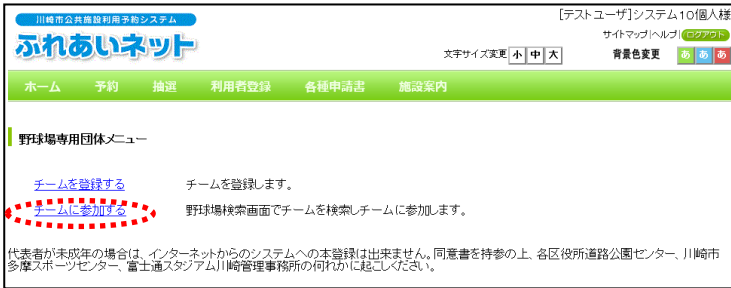 川崎市公共施設利用予約システム
ふれあいネット
[テストユーザ]システム10個人様
サイトマップ|ヘルプ|ログアウト
文字サイズ変更 小 中 大 背景色変更 あ あ あ
ホーム 予約 抽選 利用者登録 各種申請書 施設案内
野球場専用団体メニュー
チームを登録する チームを登録します。
チームに参加する 野球場検索画面でチームを検索しチームに参加します。
代表者が未成年の場合は、インターネットからのシステムへの本登録は出来ません。同意書を持参の上、各区役所道路公園センター、川崎市
多摩スポーツセンター、富士通スタジアム川崎管理事務所の何れかに起こしください。